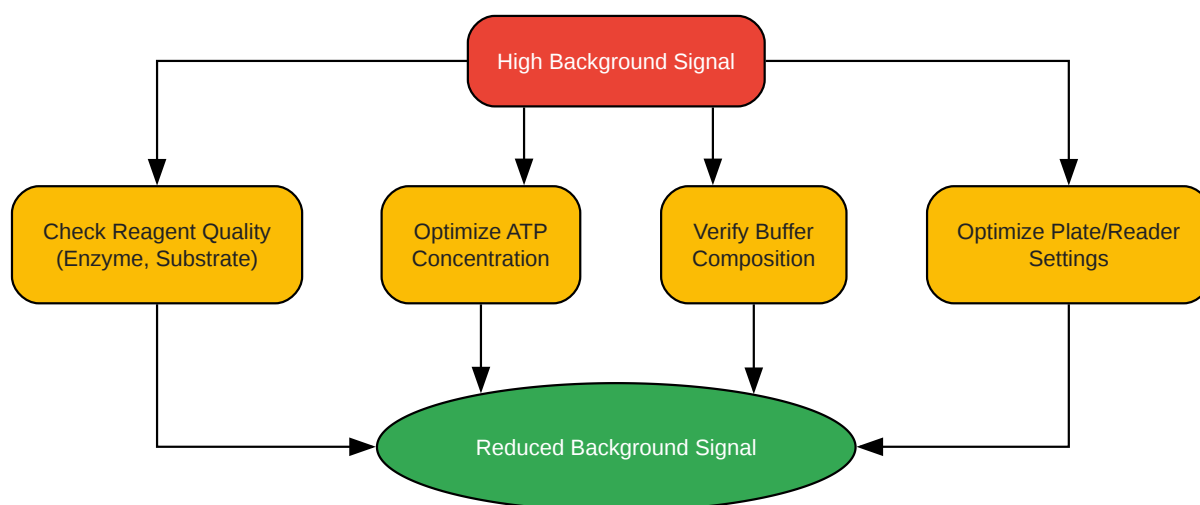 High Background Signal
Check Reagent Quality
(Enzyme, Substrate)
Optimize ATP
Concentration
Verify Buffer
Composition
Optimize Plate/Reader
Settings
Reduced Background Signal